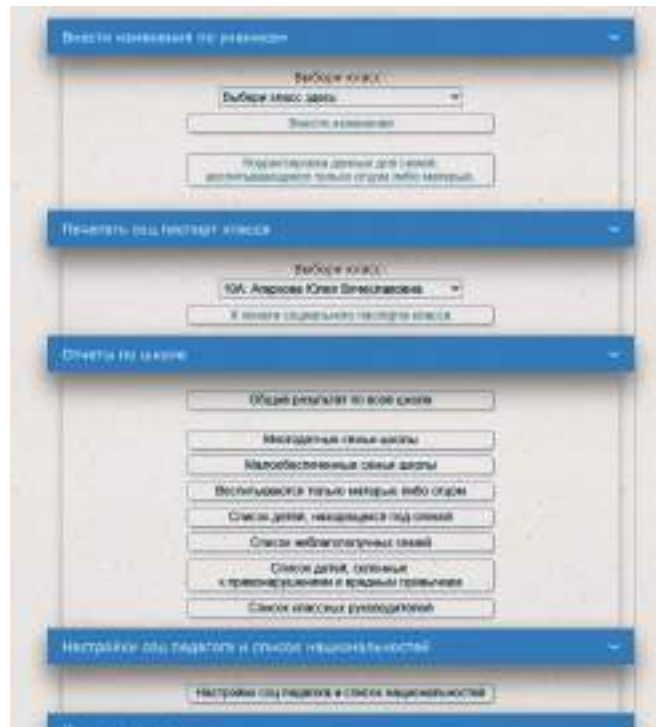 Внести изменения по ученикам
Выбери класс:
Выбери класс здесь
Внести изменения
Корректировка данных для семей,
воспитывающихся только отцом либо матерью.
Печатать соц паспорт класса
Выбери класс:
10А. Юлия Вячеславовна
К печати социального паспорта класса
Отчеты по школе
Общий результат по всей школе
Многодетные семьи школы
Малообеспеченные семьи школы
Воспитываются только матерью либо отцом
Список детей, находящиеся под опекой
Список неблагополучных семей
Список детей, склонные
к правонарушениям и вредным привычкам
Список классных руководителей
Настройки соц педагога и список национальностей
Настройки соц педагога и список национальностей